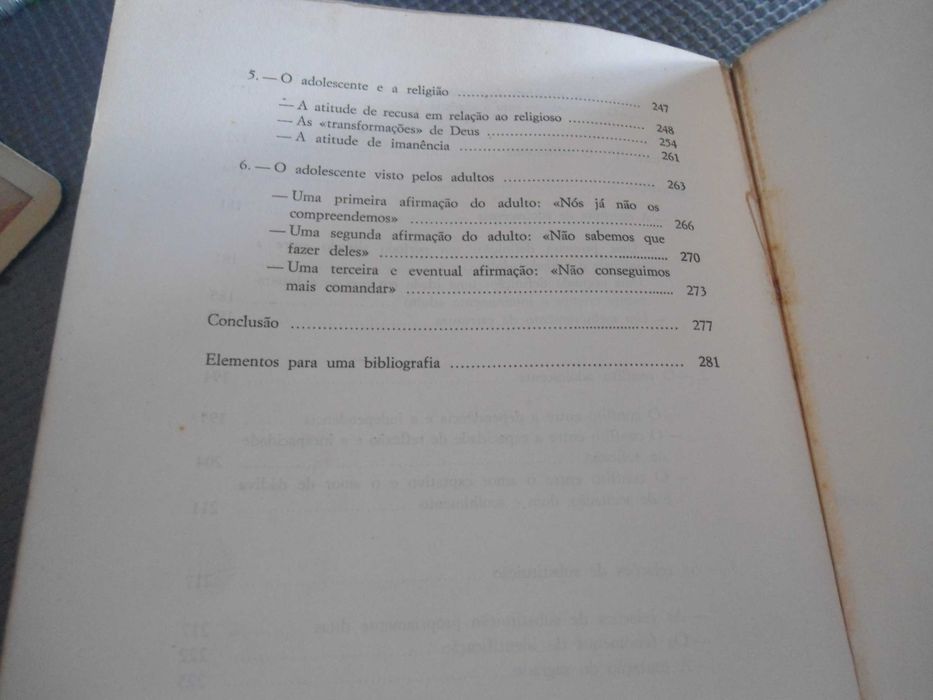 5. — O adolescente e a religião .......... 247
— A atitude de recusa em relação ao religioso .......... 248
— As «transformações» de Deus .......... 254
— A atitude de imanência .......... 261
6. — O adolescente visto pelos adultos .......... 263
— Uma primeira afirmação do adulto: «Nós já não os
compreendemos» .......... 266
— Uma segunda afirmação do adulto: «Não sabemos que
fazer deles» .......... 270
— Uma terceira e eventual afirmação: «Não conseguimos
mais comandar» .......... 273
Conclusão .......... 277
Elementos para uma bibliografia .......... 281